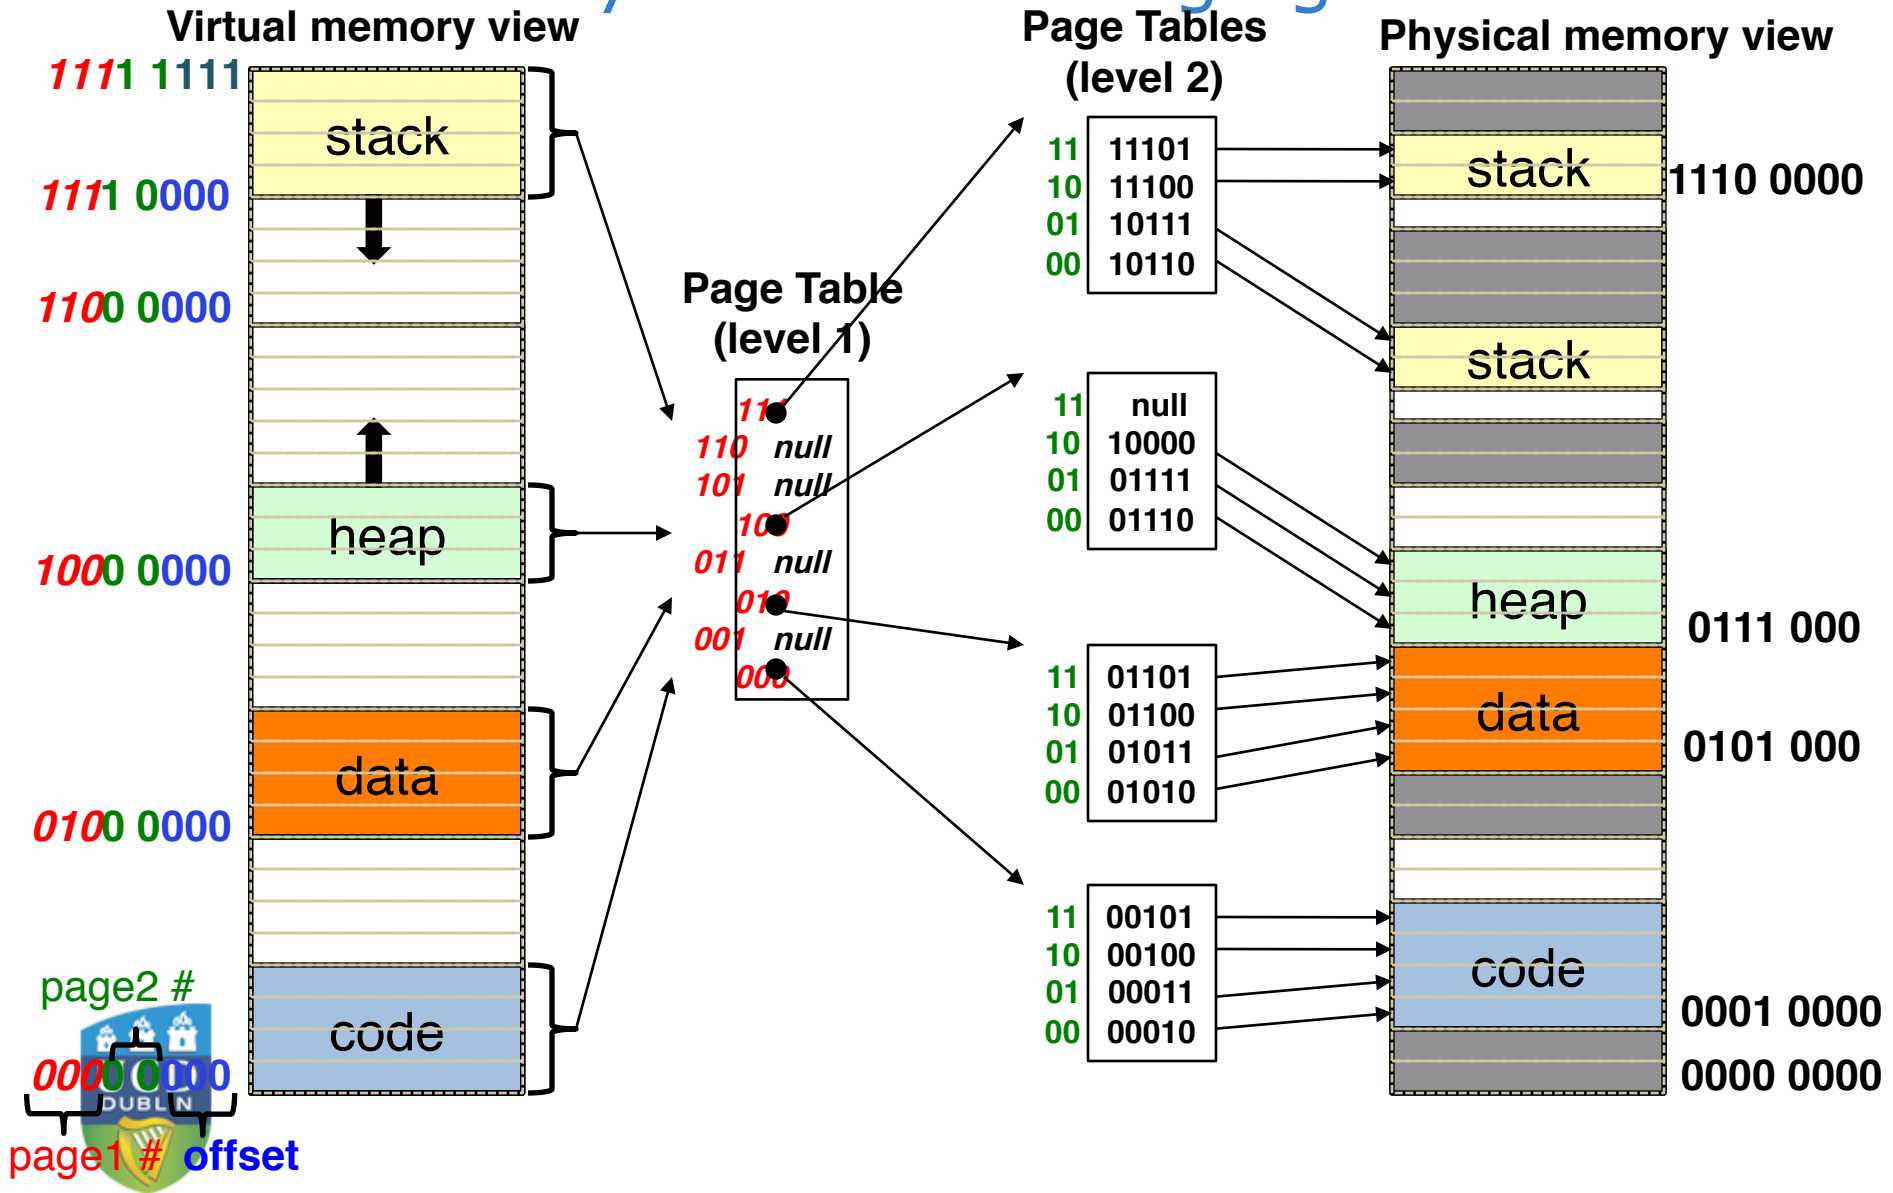 Virtual memory view
1111 1111
stack
1111 0000
1100 0000
heap
1000 0000
data
0100 0000
page2 #
code
0000 0000
DUBLIN
page1 # offset
Page Table
(level 1)
111
110 null
101 null
100
011 null
010
001 null
000
Page Tables
(level 2)
11 11101
10 11100
01 10111
00 10110
11 null
10 10000
01 01111
00 01110
11 01101
10 01100
01 01011
00 01010
11 00101
10 00100
01 00011
00 00010
Physical memory view
stack
1110 0000
stack
heap
0111 000
data
0101 000
code
0001 0000
0000 0000